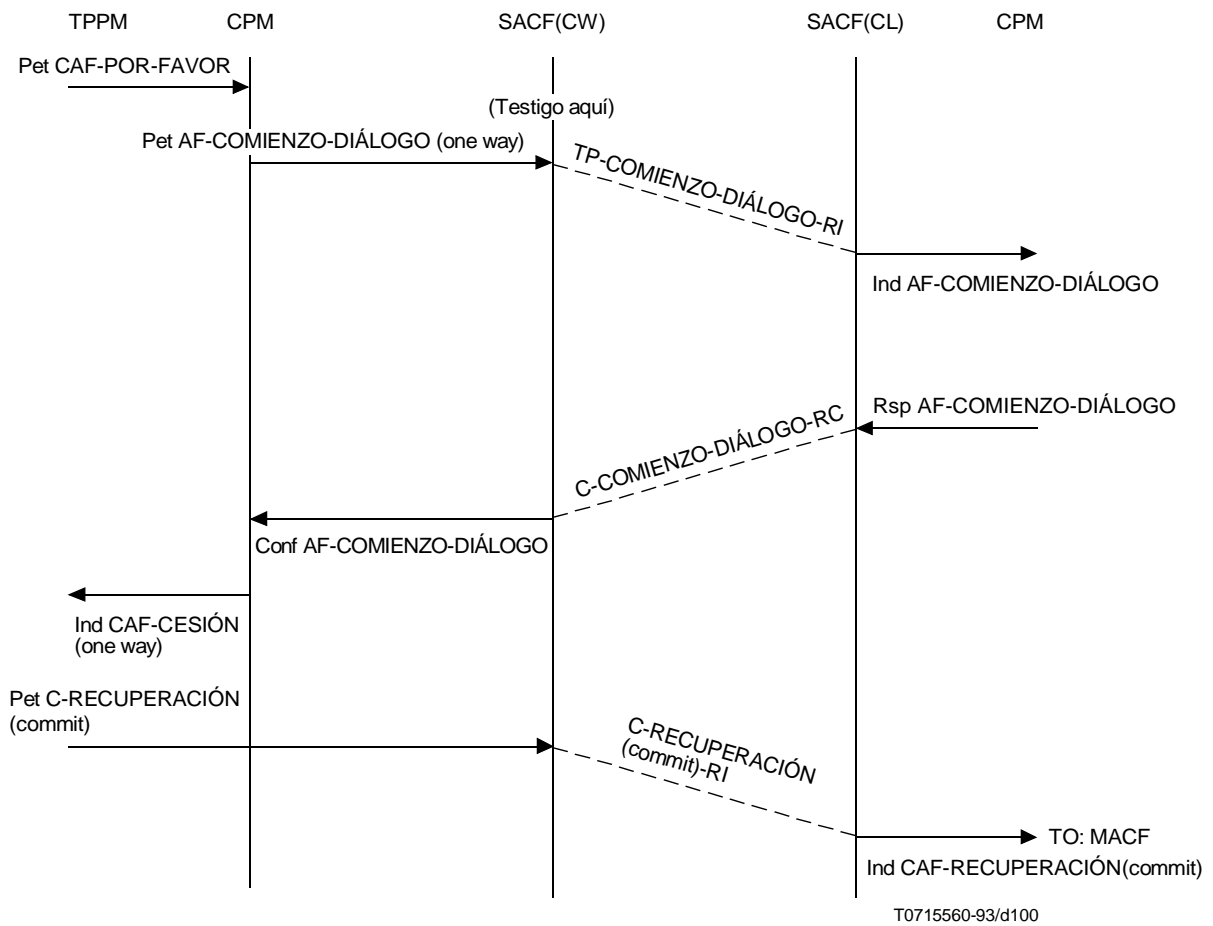 TPPM CPM SACF(CW) SACF(CL) CPM
Pet CAF-POR-FAVOR
(Testigo aquí)
Pet AF-COMIENZO-DIÁLOGO (one way)
TP-COMIENZO-DIÁLOGO-RI
Ind AF-COMIENZO-DIÁLOGO
Rsp AF-COMIENZO-DIÁLOGO
C-COMIENZO-DIÁLOGO-RC
Conf AF-COMIENZO-DIÁLOGO
Ind CAF-CESIÓN
(one way)
Pet C-RECUPERACIÓN
(commit)
C-RECUPERACIÓN
(commit)-RI
TO: MACF
Ind CAF-RECUPERACIÓN(commit)
T0715560-93/d100